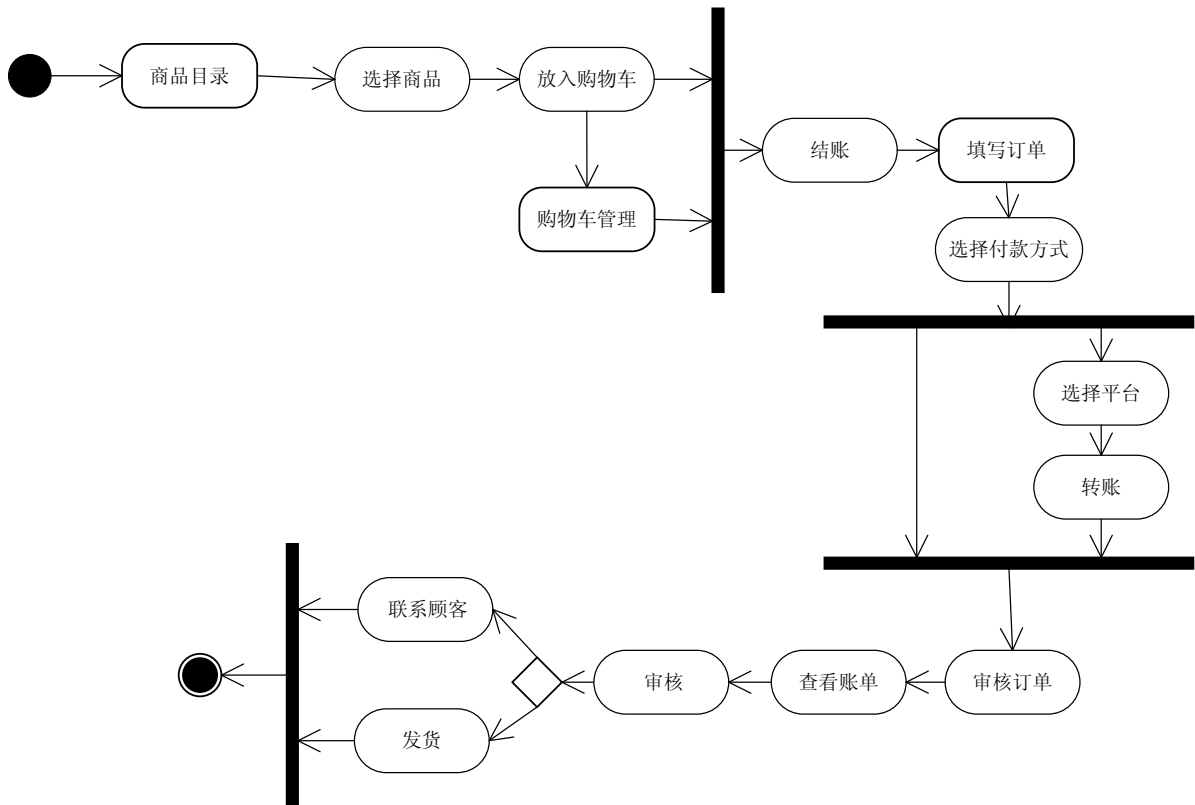 商品目录
选择商品
放入购物车
购物车管理
结账
填写订单
选择付款方式
选择平台
转账
审核订单
查看账单
审核
联系顾客
发货